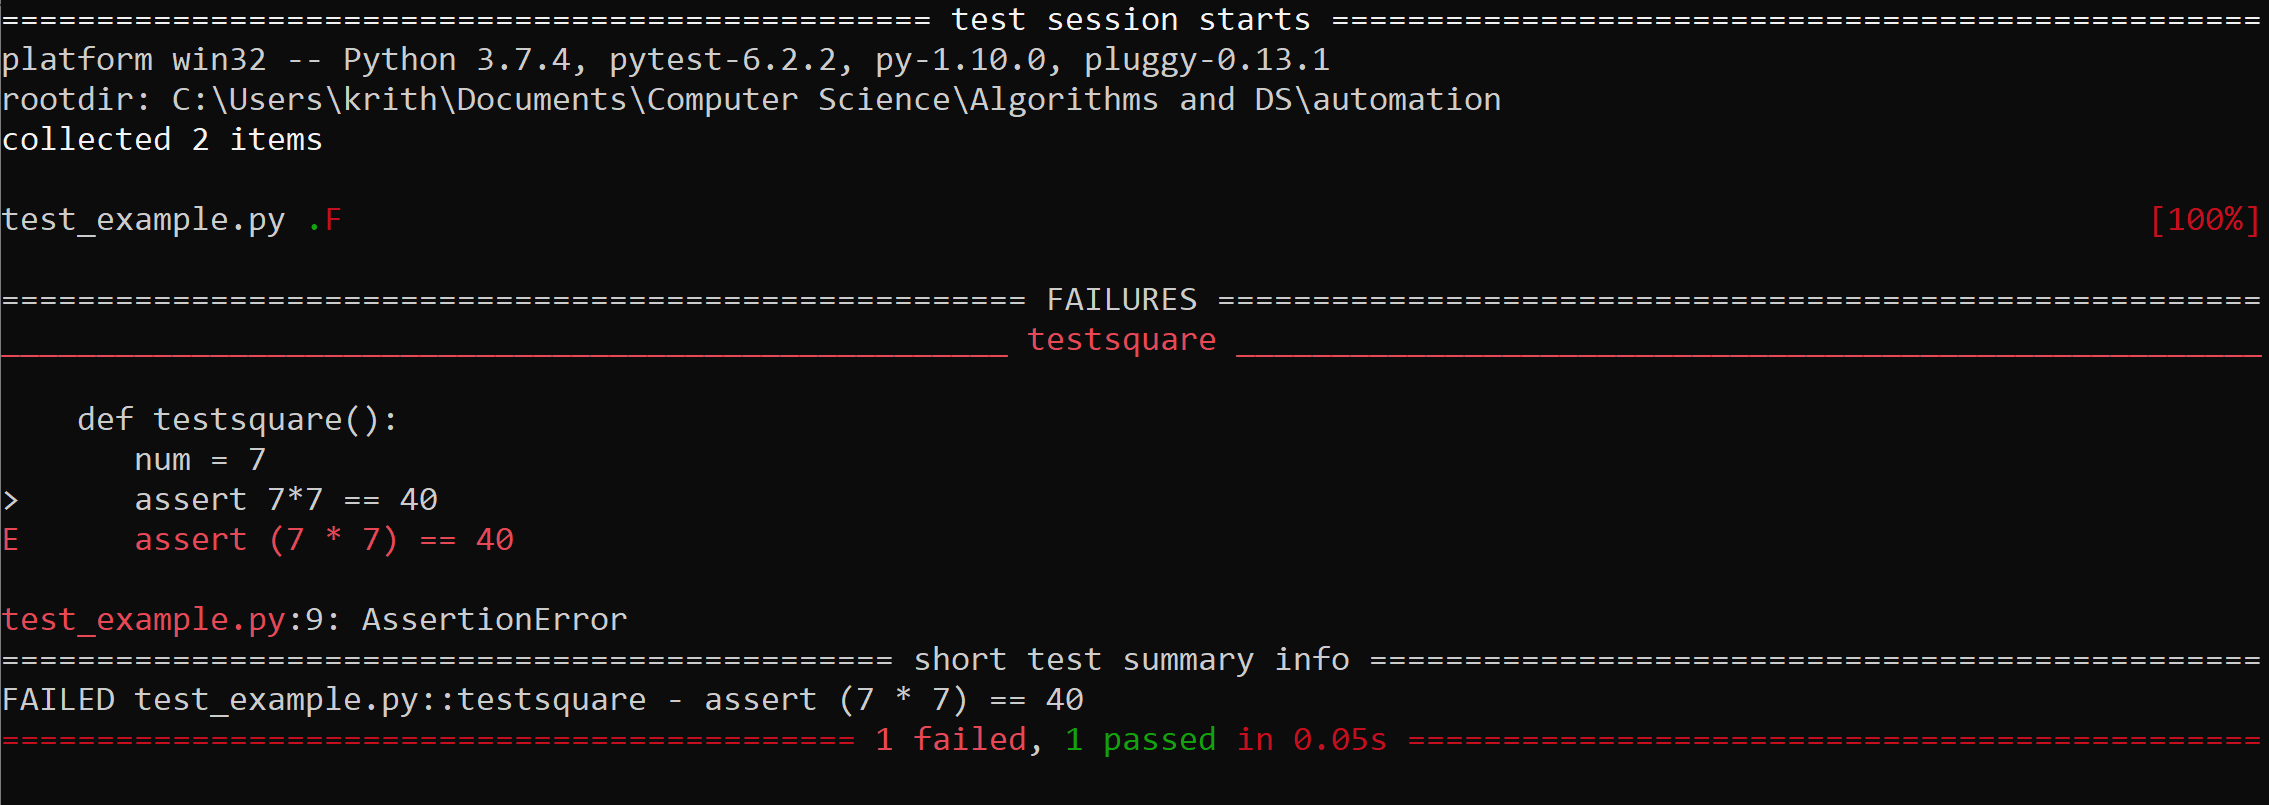 ================================================= test session starts =================================================
platform win32 -- Python 3.7.4, pytest-6.2.2, py-1.10.0, pluggy-0.13.1
rootdir: C:\Users\krith\Documents\Computer Science\Algorithms and DS\automation
collected 2 items
test_example.py .F [100%]
====================================================== FAILURES =======================================================
_____________________________________________________ testsquare ______________________________________________________
def testsquare():
num = 7
> assert 7*7 == 40
E assert (7 * 7) == 40
test_example.py:9: AssertionError
=============================================== short test summary info ===============================================
FAILED test_example.py::testsquare - assert (7 * 7) == 40
============================================= 1 failed, 1 passed in 0.05s =============================================